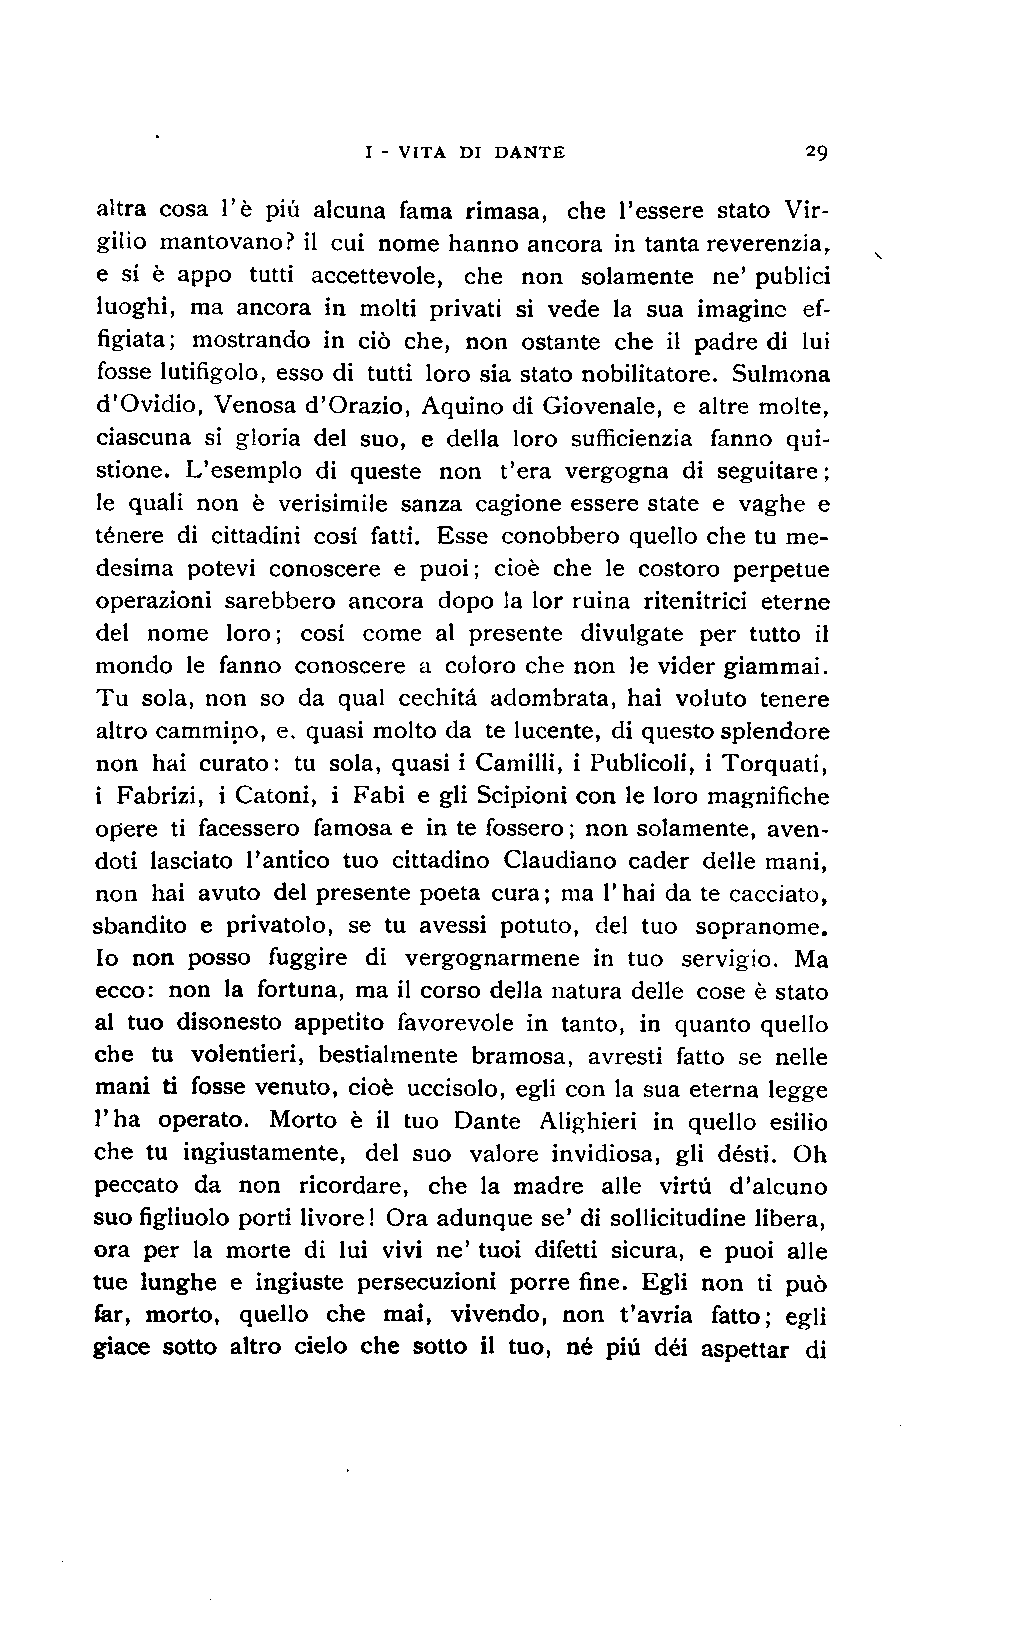 I - VITA DI DANTE 29
altra cosa l'è piú alcuna fama rimasa, che l'essere stato Vir-
gilio mantovano? il cui nome hanno ancora in tanta reverenzia,
e sí è appo tutti accettevole, che non solamente ne' publici
luoghi, ma ancora in molti privati si vede la sua imagine ef-
figiata; mostrando in ciò che, non ostante che il padre di lui
fosse lutifigolo, esso di tutti loro sia stato nobilitatore. Sulmona
d'Ovidio, Venosa d'Orazio, Aquino di Giovenale, e altre molte,
ciascuna si gloria del suo, e della loro sufficienzia fanno qui-
stione. L'esemplo di queste non t'era vergogna di seguitare;
le quali non è verisimile sanza cagione essere state e vaghe e
ténere di cittadini cosí fatti. Esse conobbero quello che tu me-
desima potevi conoscere e puoi; cioè che le costoro perpetue
operazioni sarebbero ancora dopo la lor ruina ritenitrici eterne
del nome loro; cosí come al presente divulgate per tutto il
mondo le fanno conoscere a coloro che non le vider giammai.
Tu sola, non so da qual cechitá adombrata, hai voluto tenere
altro cammino, e. quasi molto da te lucente, di questo splendore
non hai curato: tu sola, quasi i Camilli, i Publicoli, i Torquati,
i Fabrizi, i Catoni, i Fabi e gli Scipioni con le loro magnifiche
opere ti facessero famosa e in te fossero; non solamente, aven-
doti lasciato l'antico tuo cittadino Claudiano cader delle mani,
non hai avuto del presente poeta cura; ma l'hai da te cacciato,
sbandito e privatolo, se tu avessi potuto, del tuo sopranome.
Io non posso fuggire di vergognarmene in tuo servigio. Ma
ecco: non la fortuna, ma il corso della natura delle cose è stato
al tuo disonesto appetito favorevole in tanto, in quanto quello
che tu volentieri, bestialmente bramosa, avresti fatto se nelle
mani ti fosse venuto, cioè uccisolo, egli con la sua eterna legge
l'ha operato. Morto è il tuo Dante Alighieri in quello esilio
che tu ingiustamente, del suo valore invidiosa, gli désti. Oh
peccato da non ricordare, che la madre alle virtú d'alcuno
suo figliuolo porti livore! Ora adunque se' di sollicitudine libera,
ora per la morte di lui vivi ne' tuoi difetti sicura, e puoi alle
tue lunghe e ingiuste persecuzioni porre fine. Egli non ti può
far, morto, quello che mai, vivendo, non t'avria fatto; egli
giace sotto altro cielo che sotto il tuo, né piú déi aspettar di